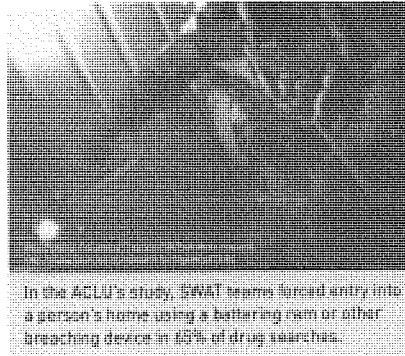 In the ACLU's study, SWAT teams forced entry into
a person's home using a battering ram or other
breaching device in 65% of drug searches.